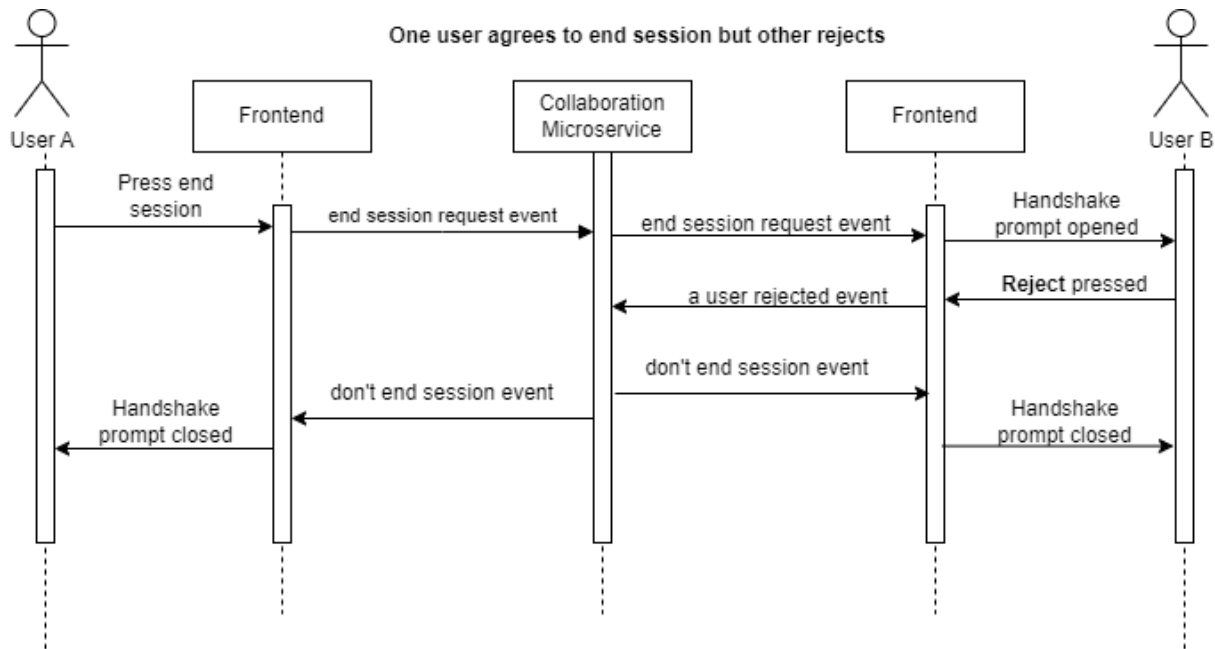 One user agrees to end session but other rejects
User A
Frontend
Collaboration
Microservice
Frontend
User B
Press end
session
end session request event
end session request event
Handshake
prompt opened
Reject pressed
a user rejected event
don't end session event
don't end session event
Handshake
prompt closed
Handshake
prompt closed